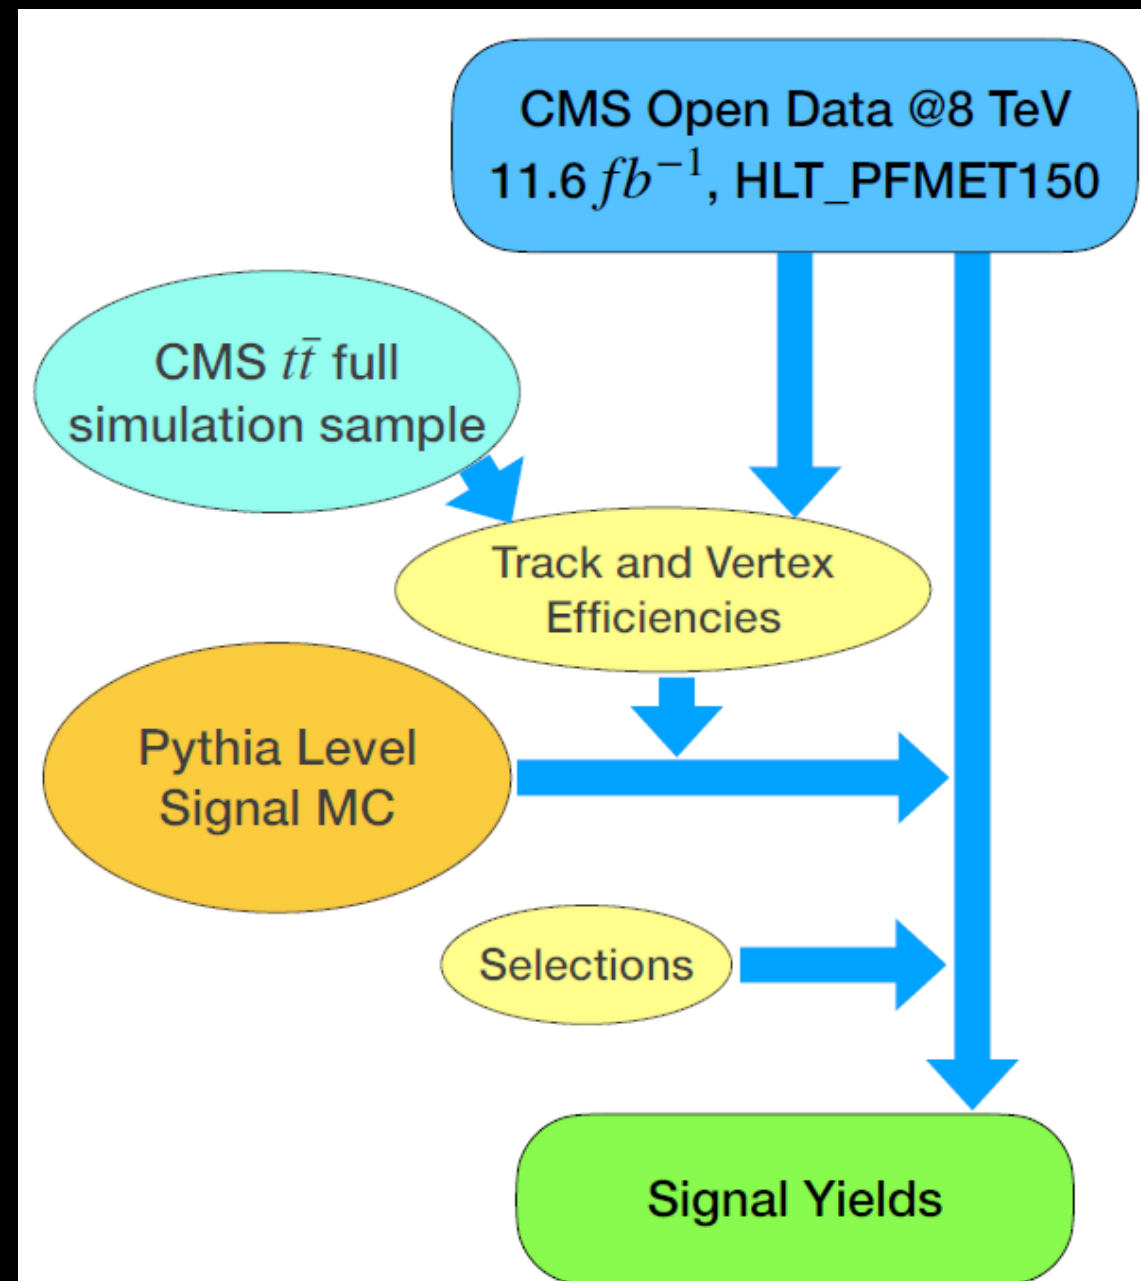 CMS Open Data @8 TeV
11.6 fb⁻¹, HLT_PFMET150
CMS tt̄ full
simulation sample
Track and Vertex
Efficiencies
Pythia Level
Signal MC
Selections
Signal Yields